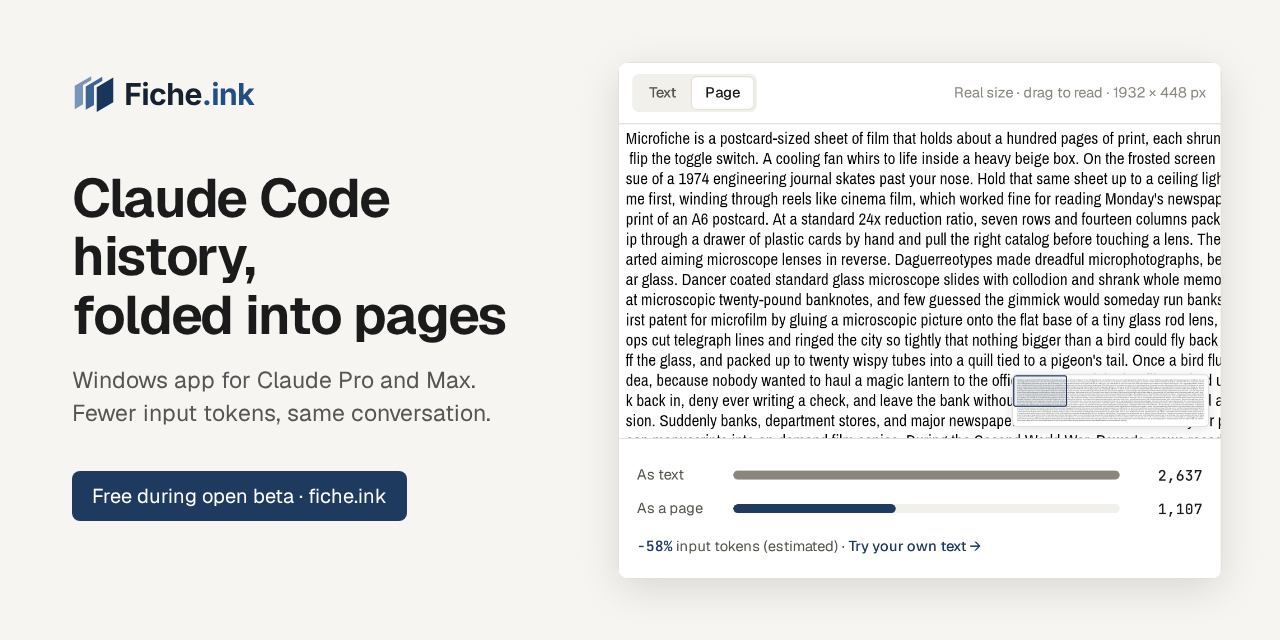 Fiche.ink
Claude Code
history,
folded into pages
Windows app for Claude Pro and Max.
Fewer input tokens, same conversation.
Free during open beta · fiche.ink
Text Page Real size · drag to read · 1932 × 448 px
Microfiche is a postcard-sized sheet of film that holds about a hundred pages of print, each shrun
flip the toggle switch. A cooling fan whirs to life inside a heavy beige box. On the frosted screen
sue of a 1974 engineering journal skates past your nose. Hold that same sheet up to a ceiling ligh
me first, winding through reels like cinema film, which worked fine for reading Monday's newspap
print of an A6 postcard. At a standard 24x reduction ratio, seven rows and fourteen columns pack
ip through a drawer of plastic cards by hand and pull the right catalog before touching a lens. The
arted aiming microscope lenses in reverse. Daguerreotypes made dreadful microphotographs, be
ar glass. Dancer coated standard glass microscope slides with collodion and shrank whole memo
at microscopic twenty-pound banknotes, and few guessed the gimmick would someday run banks
irst patent for microfilm by gluing a microscopic picture onto the flat base of a tiny glass rod lens,
ops cut telegraph lines and ringed the city so tightly that nothing bigger than a bird could fly back
ff the glass, and packed up to twenty wispy tubes into a quill tied to a pigeon's tail. Once a bird flu
dea, because nobody wanted to haul a magic lantern to the offi
k back in, deny ever writing a check, and leave the bank withou
sion. Suddenly banks, department stores, and major newspape
As text 2,637
As a page 1,107
-58% input tokens (estimated) · Try your own text →